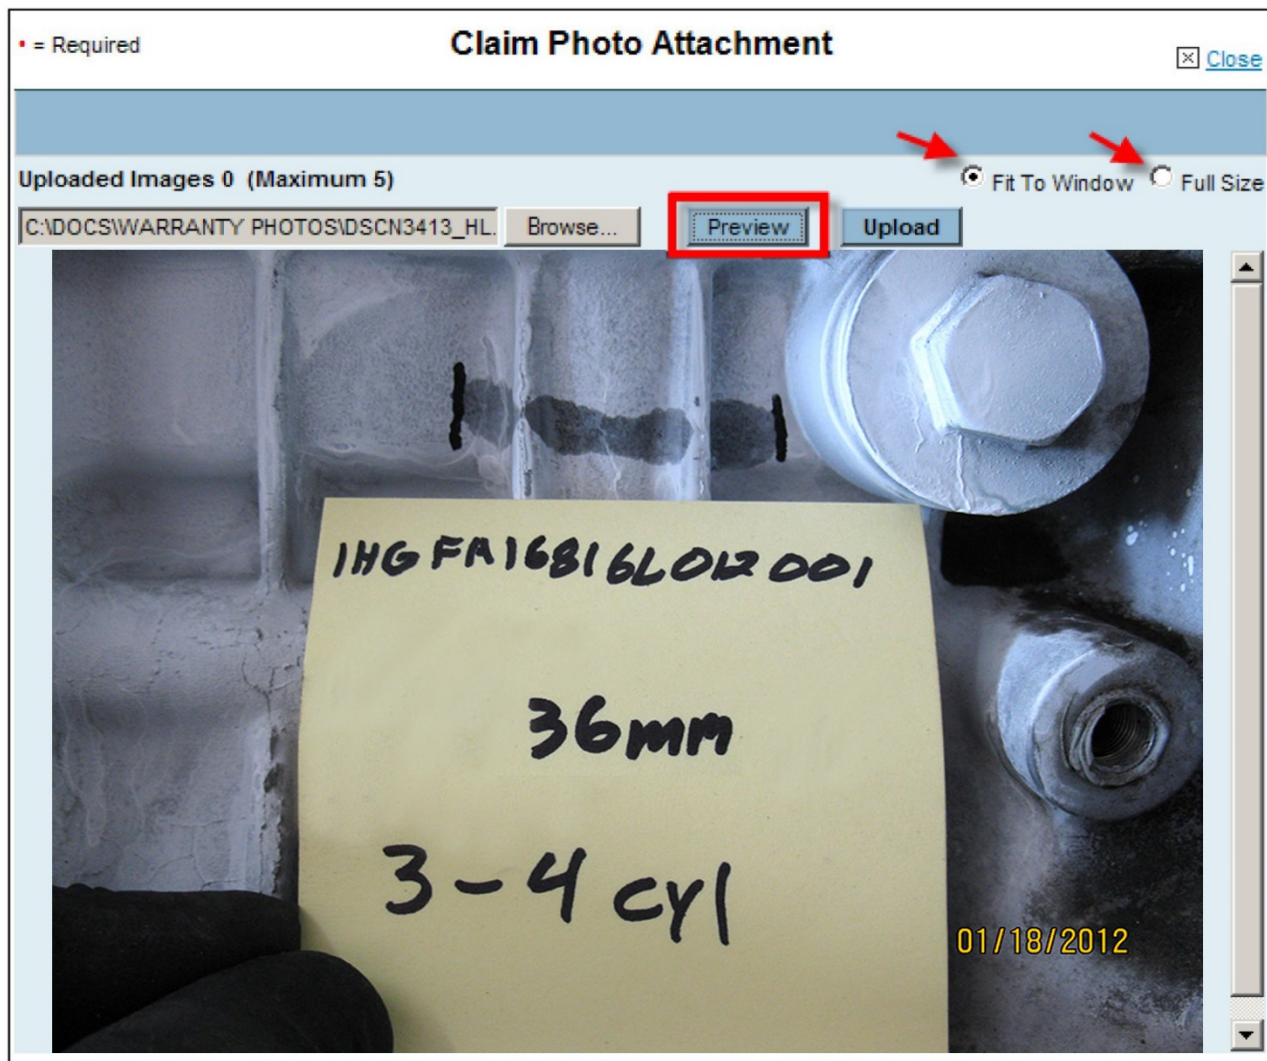 • = Required
Claim Photo Attachment
Close
Uploaded Images 0 (Maximum 5)
Fit To Window
Full Size
C:\DOCS\WARRANTY PHOTOS\DSCN3413_HL.
Browse...
Preview
Upload
1HGFA16816L012001
36mm
3-4 cyl
01/18/2012